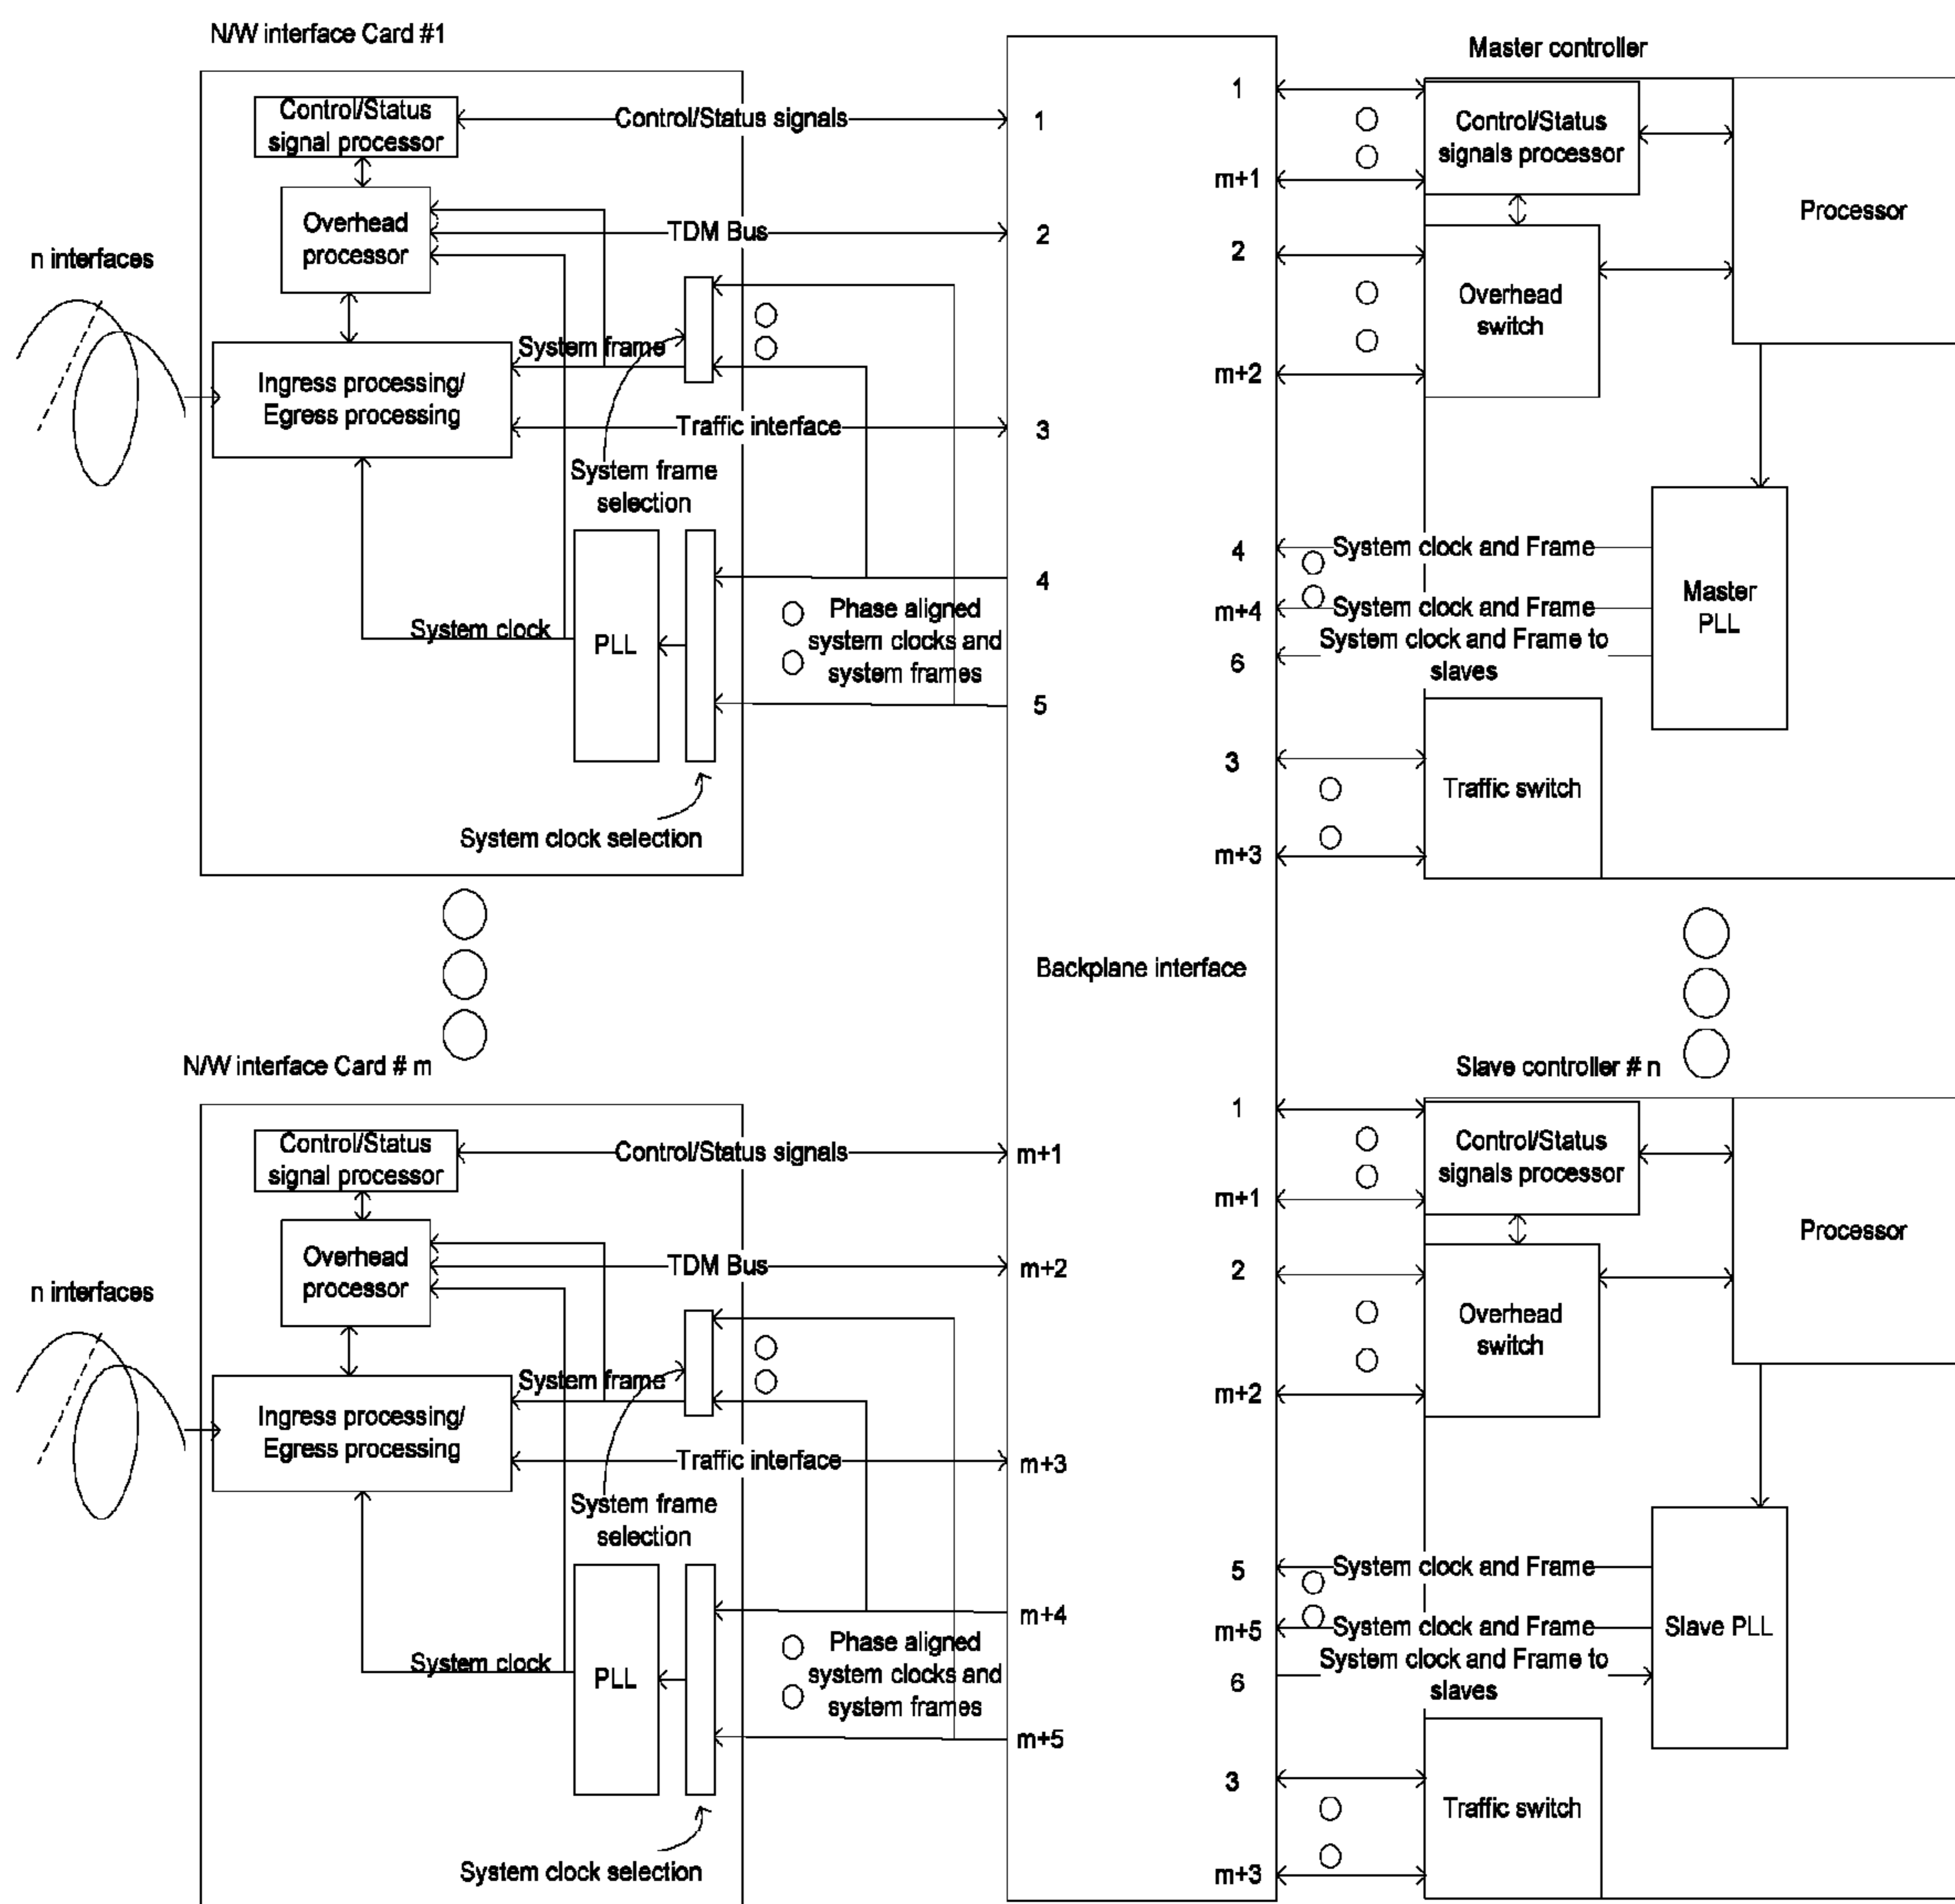 N/W interface Card #1
Control/Status
signal processor
Control/Status signals
1
Overhead
processor
TDM Bus
2
n interfaces
System frame
Ingress processing/
Egress processing
Traffic interface
3
System frame
selection
4
Phase aligned
system clocks and
system frames
System clock
PLL
5
System clock selection
Master controller
1
Control/Status
signals processor
m+1
Processor
2
Overhead
switch
m+2
4
System clock and Frame
m+4
System clock and Frame
Master
PLL
6
System clock and Frame to
slaves
3
Traffic switch
m+3
Backplane interface
N/W interface Card # m
Control/Status
signal processor
Control/Status signals
m+1
Overhead
processor
TDM Bus
m+2
n interfaces
System frame
Ingress processing/
Egress processing
Traffic interface
m+3
System frame
selection
m+4
Phase aligned
system clocks and
system frames
System clock
PLL
m+5
System clock selection
Slave controller # n
1
Control/Status
signals processor
m+1
Processor
2
Overhead
switch
m+2
5
System clock and Frame
m+5
System clock and Frame
Slave PLL
6
System clock and Frame to
slaves
3
Traffic switch
m+3